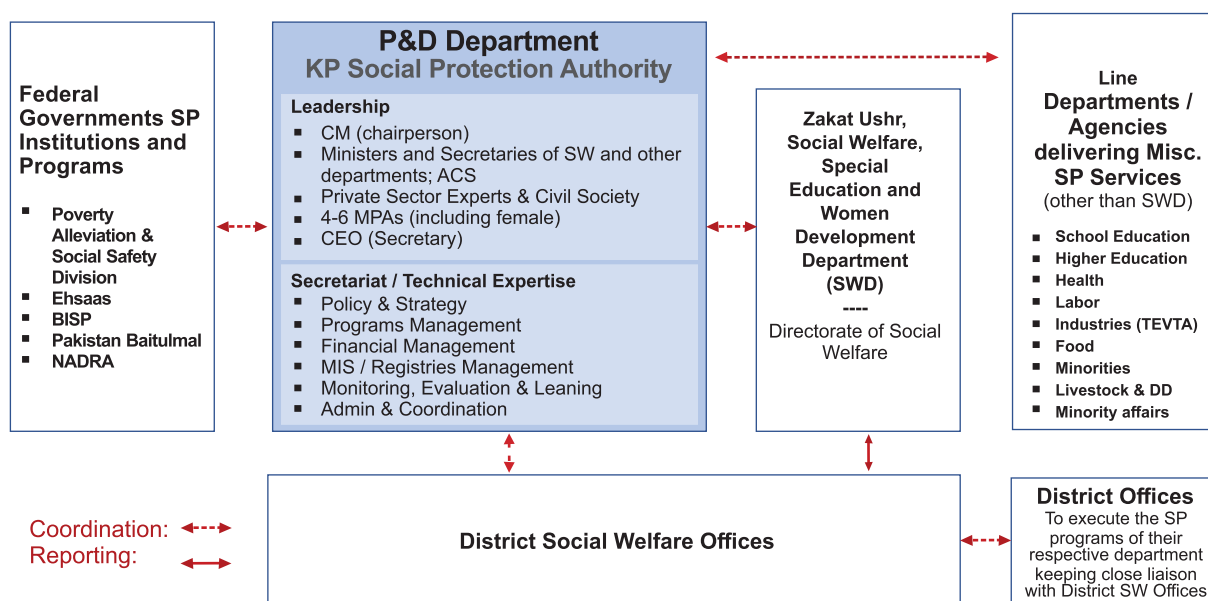 Federal
Governments SP
Institutions and
Programs
▪ Poverty
Alleviation &
Social Safety
Division
▪ Ehsaas
▪ BISP
▪ Pakistan Baitulmal
▪ NADRA
P&D Department
KP Social Protection Authority
Leadership
▪ CM (chairperson)
▪ Ministers and Secretaries of SW and other
departments; ACS
▪ Private Sector Experts & Civil Society
▪ 4-6 MPAs (including female)
▪ CEO (Secretary)
Secretariat / Technical Expertise
▪ Policy & Strategy
▪ Programs Management
▪ Financial Management
▪ MIS / Registries Management
▪ Monitoring, Evaluation & Leaning
▪ Admin & Coordination
Zakat Ushr,
Social Welfare,
Special
Education and
Women
Development
Department
(SWD)
----
Directorate of Social
Welfare
Line
Departments /
Agencies
delivering Misc.
SP Services
(other than SWD)
▪ School Education
▪ Higher Education
▪ Health
▪ Labor
▪ Industries (TEVTA)
▪ Food
▪ Minorities
▪ Livestock & DD
▪ Minority affairs
Coordination:
Reporting:
District Social Welfare Offices
District Offices
To execute the SP
programs of their
respective department
keeping close liaison
with District SW Offices